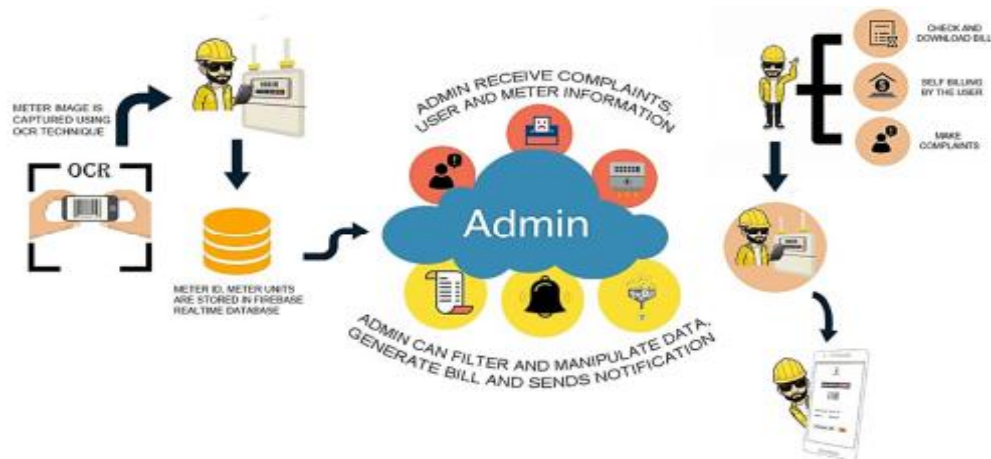 METER IMAGE IS
CAPTURED USING
OCR TECHNIQUE
OCR
METER ID, METER UNITS
ARE STORED IN FIREBASE
REALTIME DATABASE
ADMIN RECEIVE COMPLAINTS,
USER AND METER INFORMATION
Admin
ADMIN CAN FILTER AND MANIPULATE DATA,
GENERATE BILL AND SENDS NOTIFICATION
CHECK AND
DOWNLOAD BILL
SELF BILLING
BY THE USER
MAKE
COMPLAINTS